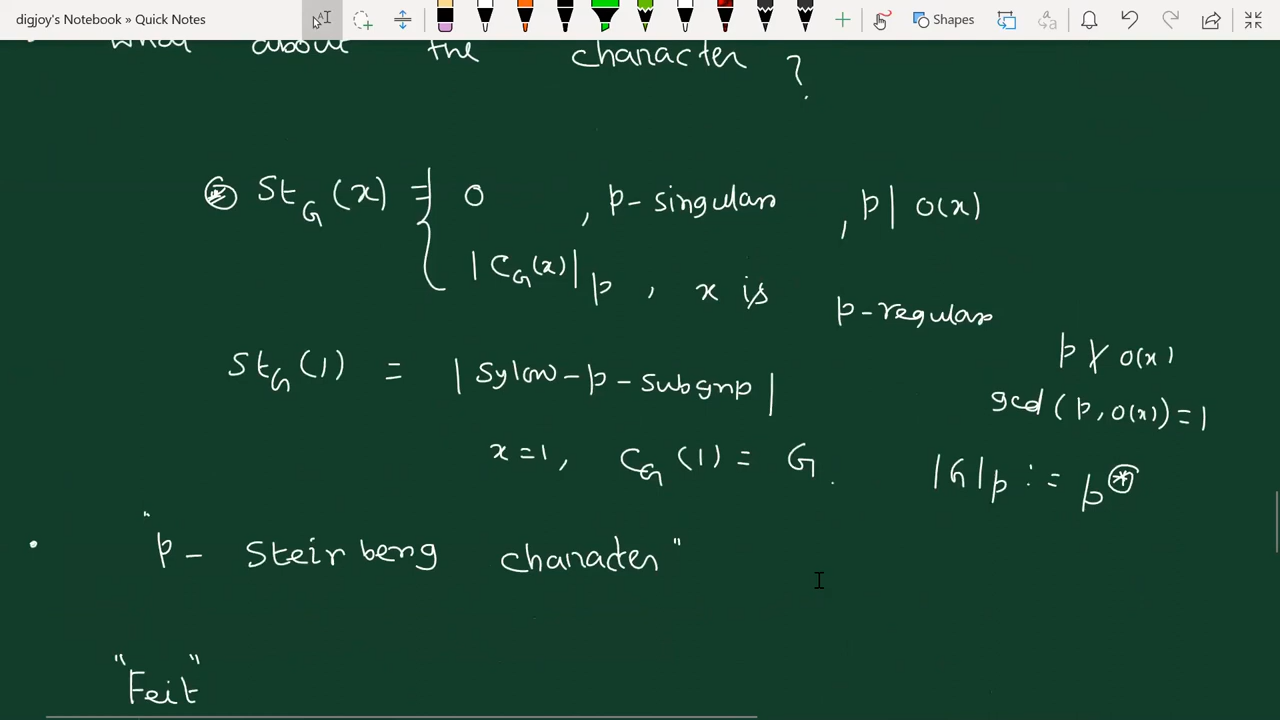 digjoy's Notebook » Quick Notes
Shapes
what about the character ?
St_G (x) = { 0 , p-singular , p | o(x)
|C_G(x)|_p , x is p-regular
p ∤ o(x)
St_G (1) = | Sylow-p-subgrp |
gcd (p, o(x)) = 1
x = 1, C_G (1) = G .
|G|_p := p^⊛
• "p- Steinberg character"
"Feit"